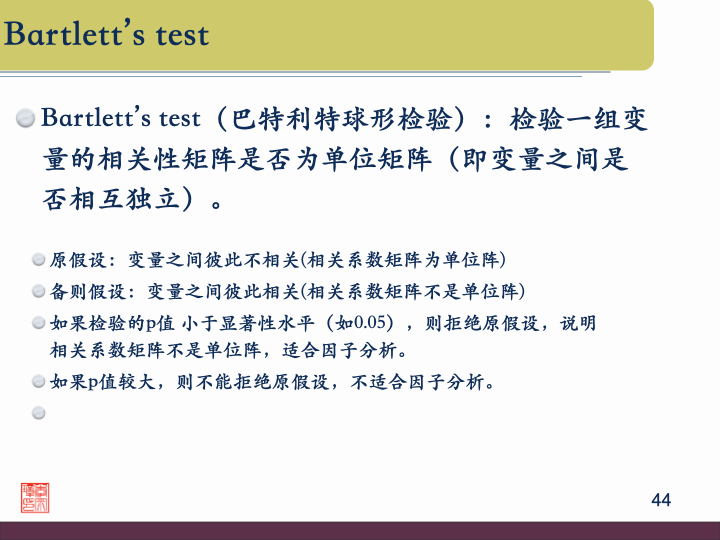 Bartlett’s test
Bartlett’s test（巴特利特球形检验）：检验一组变
量的相关性矩阵是否为单位矩阵（即变量之间是
否相互独立）。
原假设：变量之间彼此不相关(相关系数矩阵为单位阵)
备则假设：变量之间彼此相关(相关系数矩阵不是单位阵)
如果检验的p值 小于显著性水平（如0.05），则拒绝原假设，说明
相关系数矩阵不是单位阵，适合因子分析。
如果p值较大，则不能拒绝原假设，不适合因子分析。
44